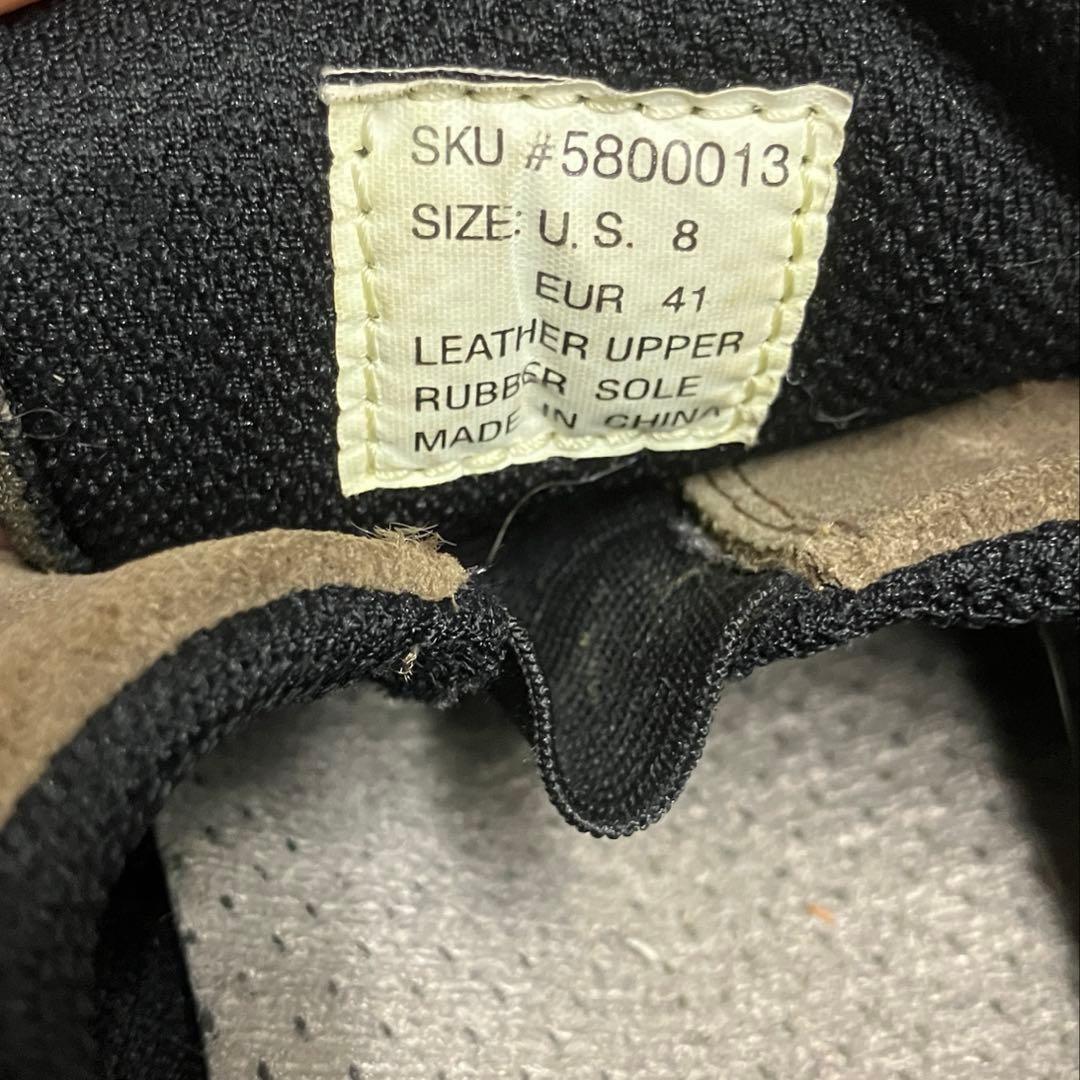 SKU #5800013
SIZE: U.S. 8
EUR 41
LEATHER UPPER
RUBBER SOLE
MADE IN CHINA